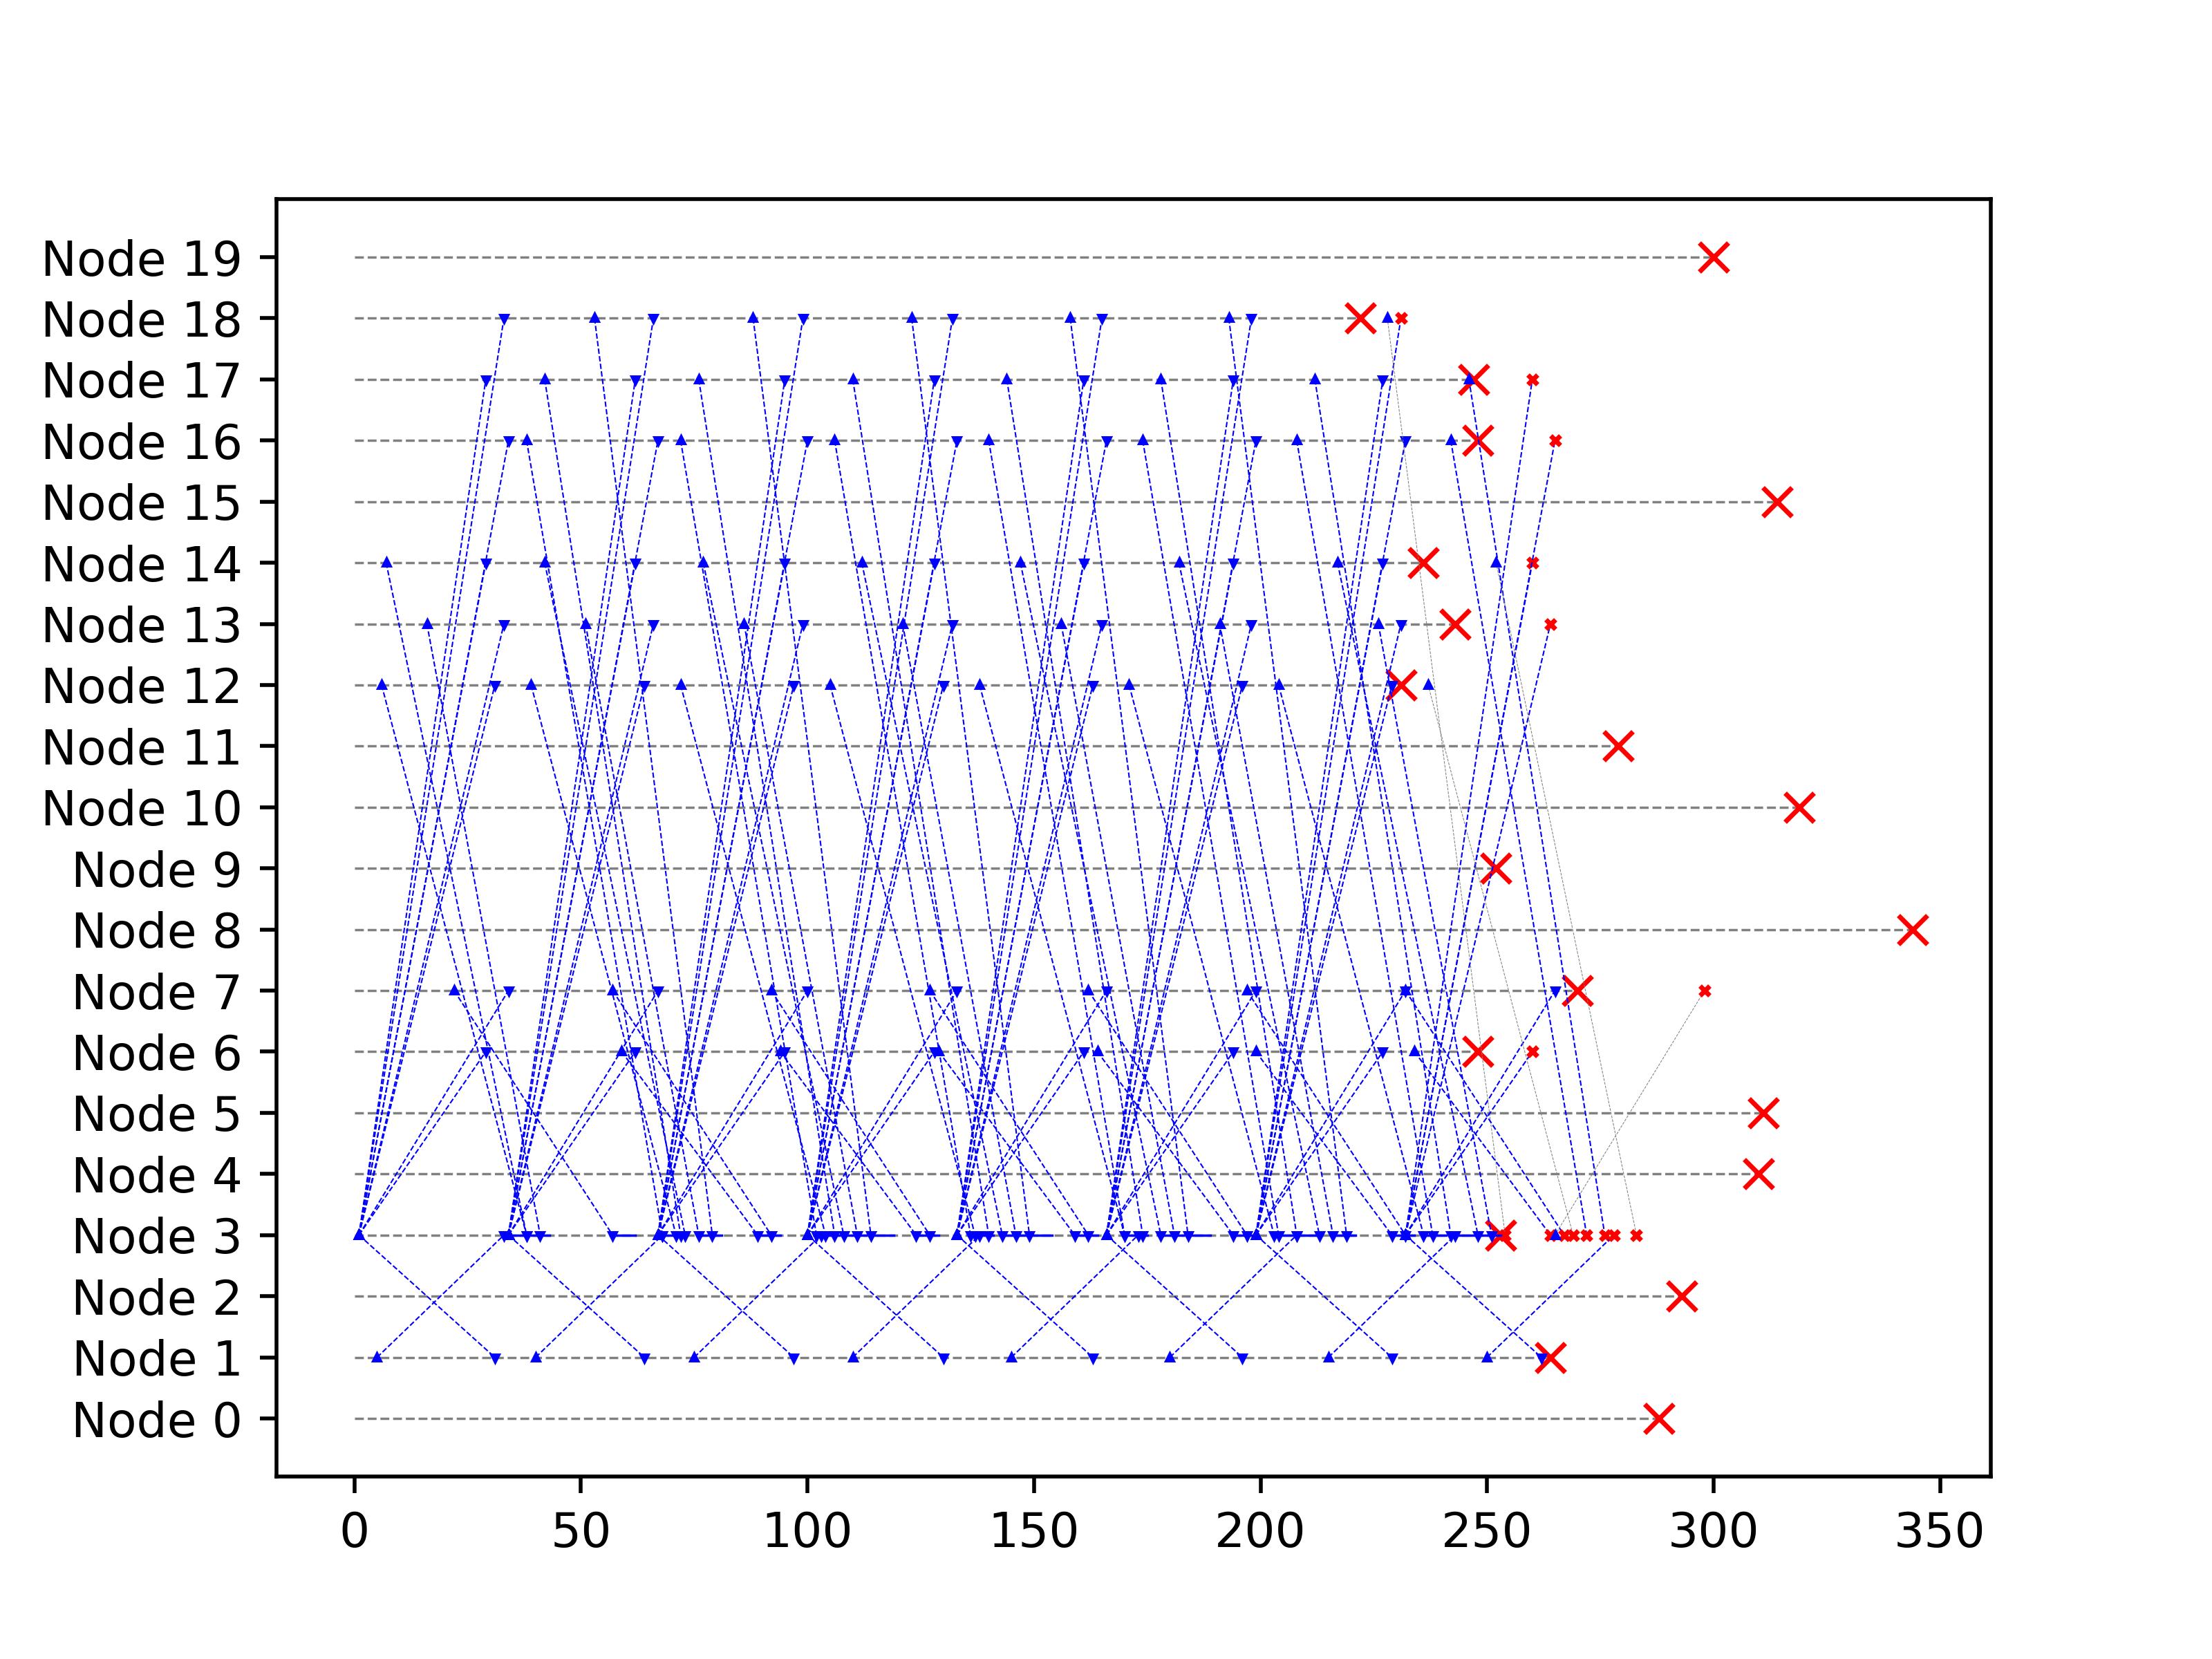 Node 19
Node 18
Node 17
Node 16
Node 15
Node 14
Node 13
Node 12
Node 11
Node 10
Node 9
Node 8
Node 7
Node 6
Node 5
Node 4
Node 3
Node 2
Node 1
Node 0
0 50 100 150 200 250 300 350